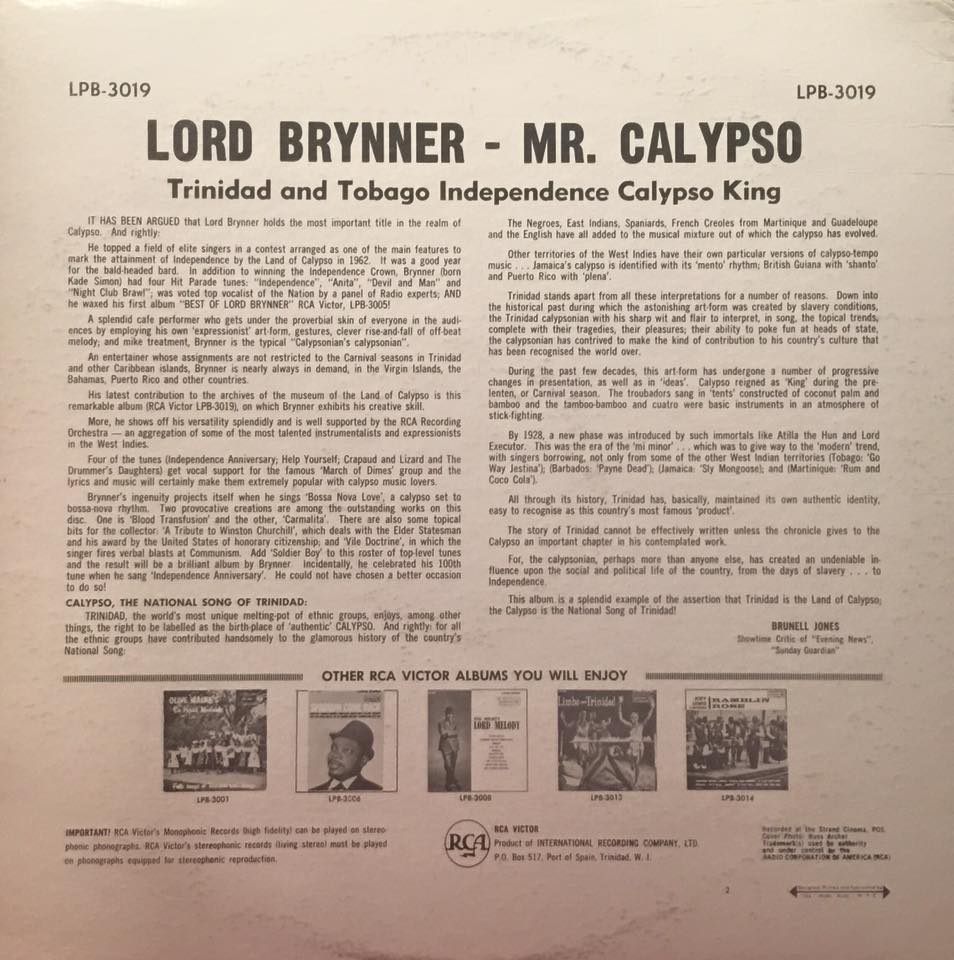 LPB-3019
LPB-3019
LORD BRYNNER - MR. CALYPSO
Trinidad and Tobago Independence Calypso King
IT HAS BEEN ARGUED that Lord Brynner holds the most important title in the realm of
Calypso. And rightly:
He topped a field of elite singers in a contest arranged as one of the main features to
mark the attainment of Independence by the Land of Calypso in 1962. It was a good year
for the bald-headed bard. In addition to winning the Independence Crown, Brynner (born
Kade Simon) had four Hit Parade tunes: "Independence", "Anita", "Devil and Man" and
"Night Club Brawl"; was voted top vocalist of the Nation by a panel of Radio experts; AND
he waxed his first album "BEST OF LORD BRYNNER" RCA Victor, LPB-3005!
A splendid cafe performer who gets under the proverbial skin of everyone in the audi-
ences by employing his own 'expressionist' art-form, gestures, clever rise-and-fall of off-beat
melody; and mike treatment, Brynner is the typical "Calypsonian's calypsonian".
An entertainer whose assignments are not restricted to the Carnival seasons in Trinidad
and other Caribbean islands, Brynner is nearly always in demand, in the Virgin Islands, the
Bahamas, Puerto Rico and other countries.
His latest contribution to the archives of the museum of the Land of Calypso is this
remarkable album (RCA Victor LPB-3019), on which Brynner exhibits his creative skill.
More, he shows off his versatility splendidly and is well supported by the RCA Recording
Orchestra — an aggregation of some of the most talented instrumentalists and expressionists
in the West Indies.
Four of the tunes (Independence Anniversary; Help Yourself; Crapaud and Lizard and The
Drummer's Daughters) get vocal support for the famous 'March of Dimes' group and the
lyrics and music will certainly make them extremely popular with calypso music lovers.
Brynner's ingenuity projects itself when he sings 'Bossa Nova Love', a calypso set to
bossa-nova rhythm. Two provocative creations are among the outstanding works on this
disc. One is 'Blood Transfusion' and the other, 'Carmalita'. There are also some topical
bits for the collector: 'A Tribute to Winston Churchill', which deals with the Elder Statesman
and his award by the United States of honorary citizenship; and 'Vile Doctrine', in which the
singer fires verbal blasts at Communism. Add 'Soldier Boy' to this roster of top-level tunes
and the result will be a brilliant album by Brynner. Incidentally, he celebrated his 100th
tune when he sang 'Independence Anniversary'. He could not have chosen a better occasion
to do so!
CALYPSO, THE NATIONAL SONG OF TRINIDAD:
TRINIDAD, the world's most unique melting-pot of ethnic groups, enjoys, among other
things, the right to be labelled as the birth-place of 'authentic' CALYPSO. And rightly: for all
the ethnic groups have contributed handsomely to the glamorous history of the country's
National Song:
The Negroes, East Indians, Spaniards, French Creoles from Martinique and Guadeloupe
and the English have all added to the musical mixture out of which the calypso has evolved.
Other territories of the West Indies have their own particular versions of calypso-tempo
music . . . Jamaica's calypso is identified with its 'mento' rhythm; British Guiana with 'shanto'
and Puerto Rico with 'plena'.
Trinidad stands apart from all these interpretations for a number of reasons. Down into
the historical past during which the astonishing art-form was created by slavery conditions,
the Trinidad calypsonian with his sharp wit and flair to interpret, in song, the topical trends,
complete with their tragedies, their pleasures; their ability to poke fun at heads of state,
the calypsonian has contrived to make the kind of contribution to his country's culture that
has been recognised the world over.
During the past few decades, this art-form has undergone a number of progressive
changes in presentation, as well as in 'ideas'. Calypso reigned as 'King' during the pre-
lenten, or Carnival season. The troubadors sang in 'tents' constructed of coconut palm and
bamboo and the tamboo-bamboo and cuatro were basic instruments in an atmosphere of
stick-fighting.
By 1928, a new phase was introduced by such immortals like Atilla the Hun and Lord
Executor. This was the era of the 'mi minor' . . . which was to give way to the 'modern' trend,
with singers borrowing, not only from some of the other West Indian territories (Tobago: 'Go
Way Jestina'); (Barbados: 'Payne Dead'); (Jamaica: 'Sly Mongoose); and (Martinique: 'Rum and
Coco Cola').
All through its history, Trinidad has, basically, maintained its own authentic identity,
easy to recognise as this country's most famous 'product'.
The story of Trinidad cannot be effectively written unless the chronicle gives to the
Calypso an important chapter in his contemplated work.
For, the calypsonian, perhaps more than anyone else, has created an undeniable in-
fluence upon the social and political life of the country, from the days of slavery . . . to
Independence.
This album is a splendid example of the assertion that Trinidad is the Land of Calypso;
the Calypso is the National Song of Trinidad!
BRUNELL JONES
Showtime Critic of "Evening News",
"Sunday Guardian"
OTHER RCA VICTOR ALBUMS YOU WILL ENJOY
OLIVE WALKE'S
LORD MELODY
Limbo—Trinidad
RAMBLIN
ROSE
LPB-3001
LPB-3006
LPB-3008
LPB-3013
LPB-3014
IMPORTANT! RCA Victor's Monophonic Records (high fidelity) can be played on stereo-
phonic phonographs. RCA Victor's stereophonic records (living stereo) must be played
on phonographs equipped for stereophonic reproduction.
RCA
RCA VICTOR
Product of INTERNATIONAL RECORDING COMPANY, LTD.
P.O. Box 517, Port of Spain, Trinidad, W. I.
Recorded at the Strand Cinema, POS.
Cover Photo: Russ Archer
Trademark(s) used by authority
and under control by the
RADIO CORPORATION OF AMERICA (RCA)
2